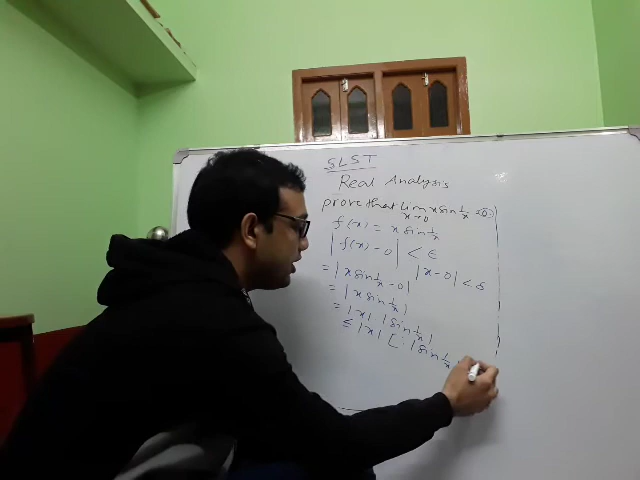 SLST
Real Analysis
prove that lim x→0 x sin 1/x = 0
f(x) = x sin 1/x
|f(x) - 0| < ε
|x - 0| < δ
= |x sin 1/x - 0|
= |x sin 1/x|
= |x| |sin 1/x|
≤ |x| [∵ |sin 1/x